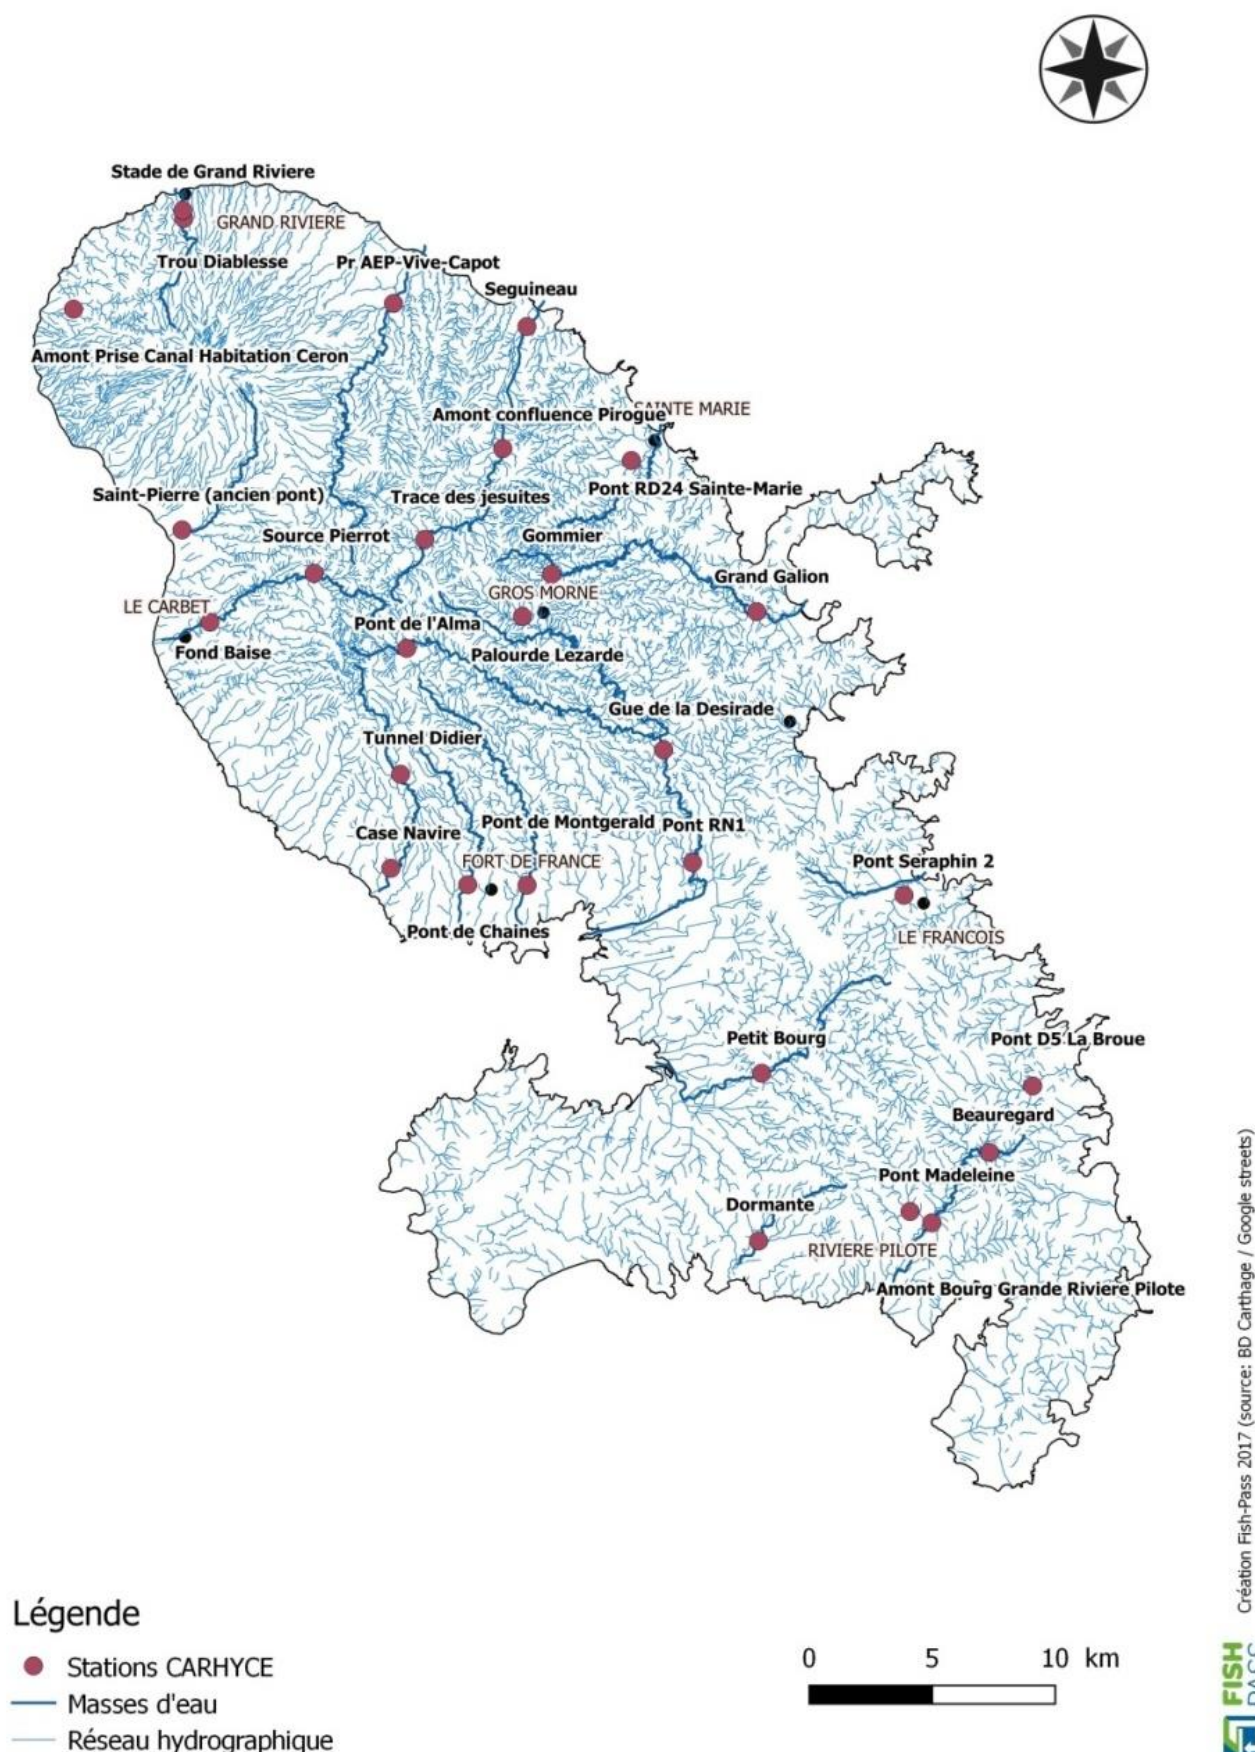 Stade de Grand Riviere
GRAND RIVIERE
Trou Diablesse
Pr AEP-Vive-Capot
Seguineau
Amont Prise Canal Habitation Ceron
SAINTE MARIE
Amont confluence Pirogue
Saint-Pierre (ancien pont)
Trace des jesuites
Pont RD24 Sainte-Marie
Source Pierrot
Gommier
Grand Galion
GROS MORNE
LE CARBET
Pont de l'Alma
Fond Baise
Palourde Lezarde
Gue de la Desirade
Tunnel Didier
Case Navire
Pont de Montgerald
Pont RN1
FORT DE FRANCE
Pont Seraphin 2
Pont de Chaines
LE FRANCOIS
Petit Bourg
Pont D5 La Broue
Beauregard
Pont Madeleine
Dormante
RIVIERE PILOTE
Amont Bourg Grande Riviere Pilote
Création Fish-Pass 2017 (source: BD Carthage / Google streets)
Légende
Stations CARHYCE
Masses d'eau
Réseau hydrographique
0 5 10 km
FISH
PASS